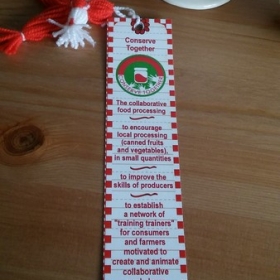 Conserve
Together
CONSERVE TOGETHER
The collaborative
food processing
to encourage
local processing
(canned fruits
and vegetables),
in small quantities
to improve the
skills of producers
to establish
a network of
"training trainers"
for consumers
and farmers
motivated to
create and animate
collaborative